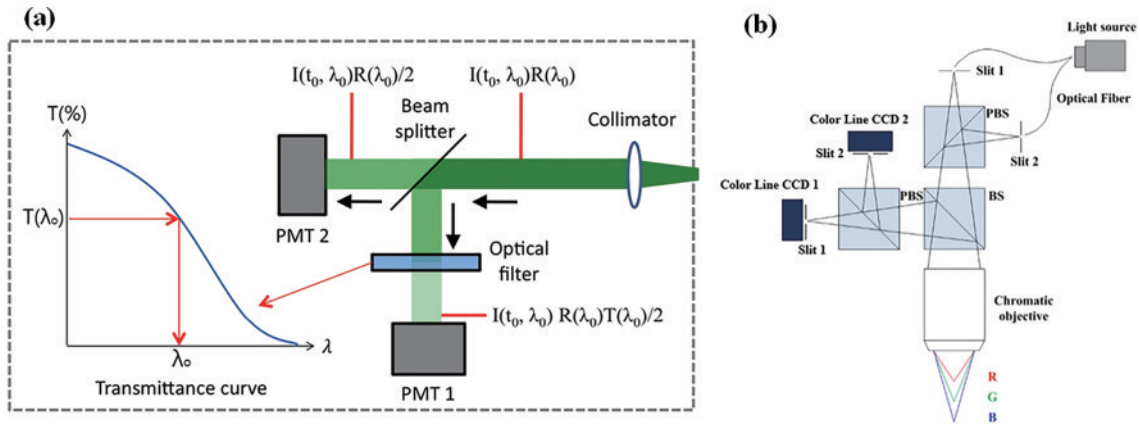 (a)
I(t₀, λ₀)R(λ₀)/2
I(t₀, λ₀)R(λ₀)
T(%)
Beam
splitter
Collimator
T(λ₀)
PMT 2
Optical
filter
I(t₀, λ₀) R(λ₀)T(λ₀)/2
λ₀
λ
Transmittance curve
PMT 1
(b)
Light source
Slit 1
Optical Fiber
PBS
Color Line CCD 2
Slit 2
Slit 2
Color Line CCD 1
PBS
BS
Slit 1
Chromatic
objective
R
G
B